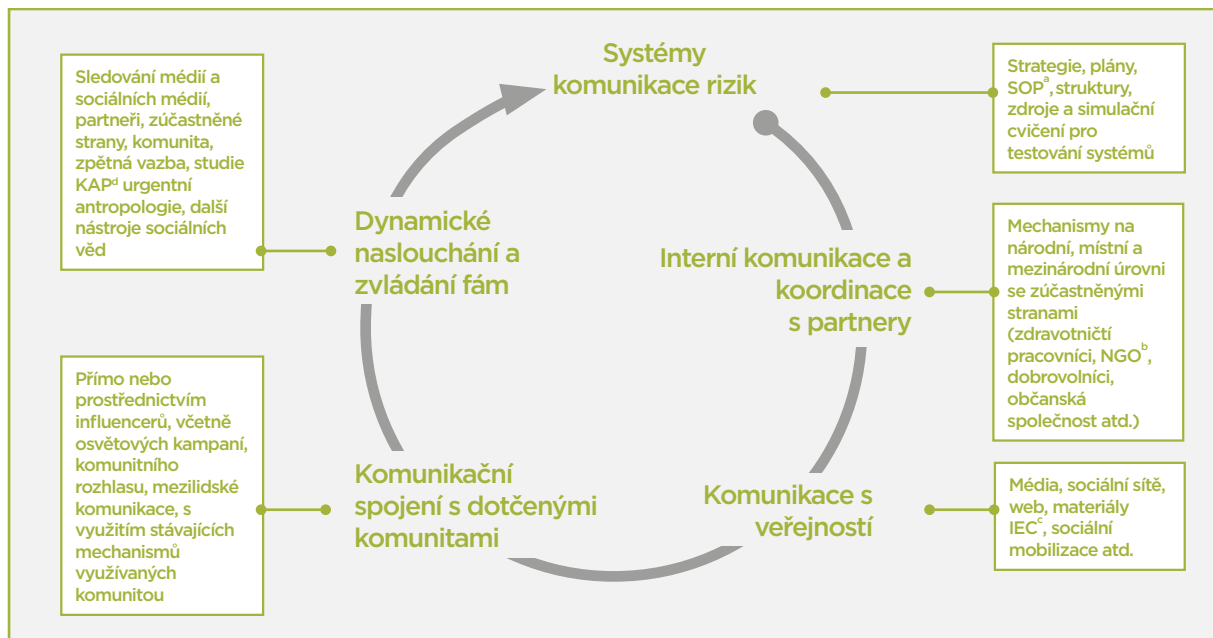 Systémy
komunikace rizik
Strategie, plány,
SOPᵃ, struktury,
zdroje a simulační
cvičení pro
testování systémů
Interní komunikace a
koordinace
s partnery
Mechanismy na
národní, místní a
mezinárodní úrovni
se zúčastněnými
stranami
(zdravotničtí
pracovníci, NGOᵇ,
dobrovolníci,
občanská
společnost atd.)
Komunikace s
veřejností
Média, sociální sítě,
web, materiály
IECᶜ, sociální
mobilizace atd.
Komunikační
spojení s dotčenými
komunitami
Přímo nebo
prostřednictvím
influencerů, včetně
osvětových kampaní,
komunitního
rozhlasu, mezilidské
komunikace, s
využitím stávajících
mechanismů
využívaných
komunitou
Dynamické
naslouchání a
zvládání fám
Sledování médií a
sociálních médií,
partneři, zúčastněné
strany, komunita,
zpětná vazba, studie
KAPᵈ urgentní
antropologie, další
nástroje sociálních
věd